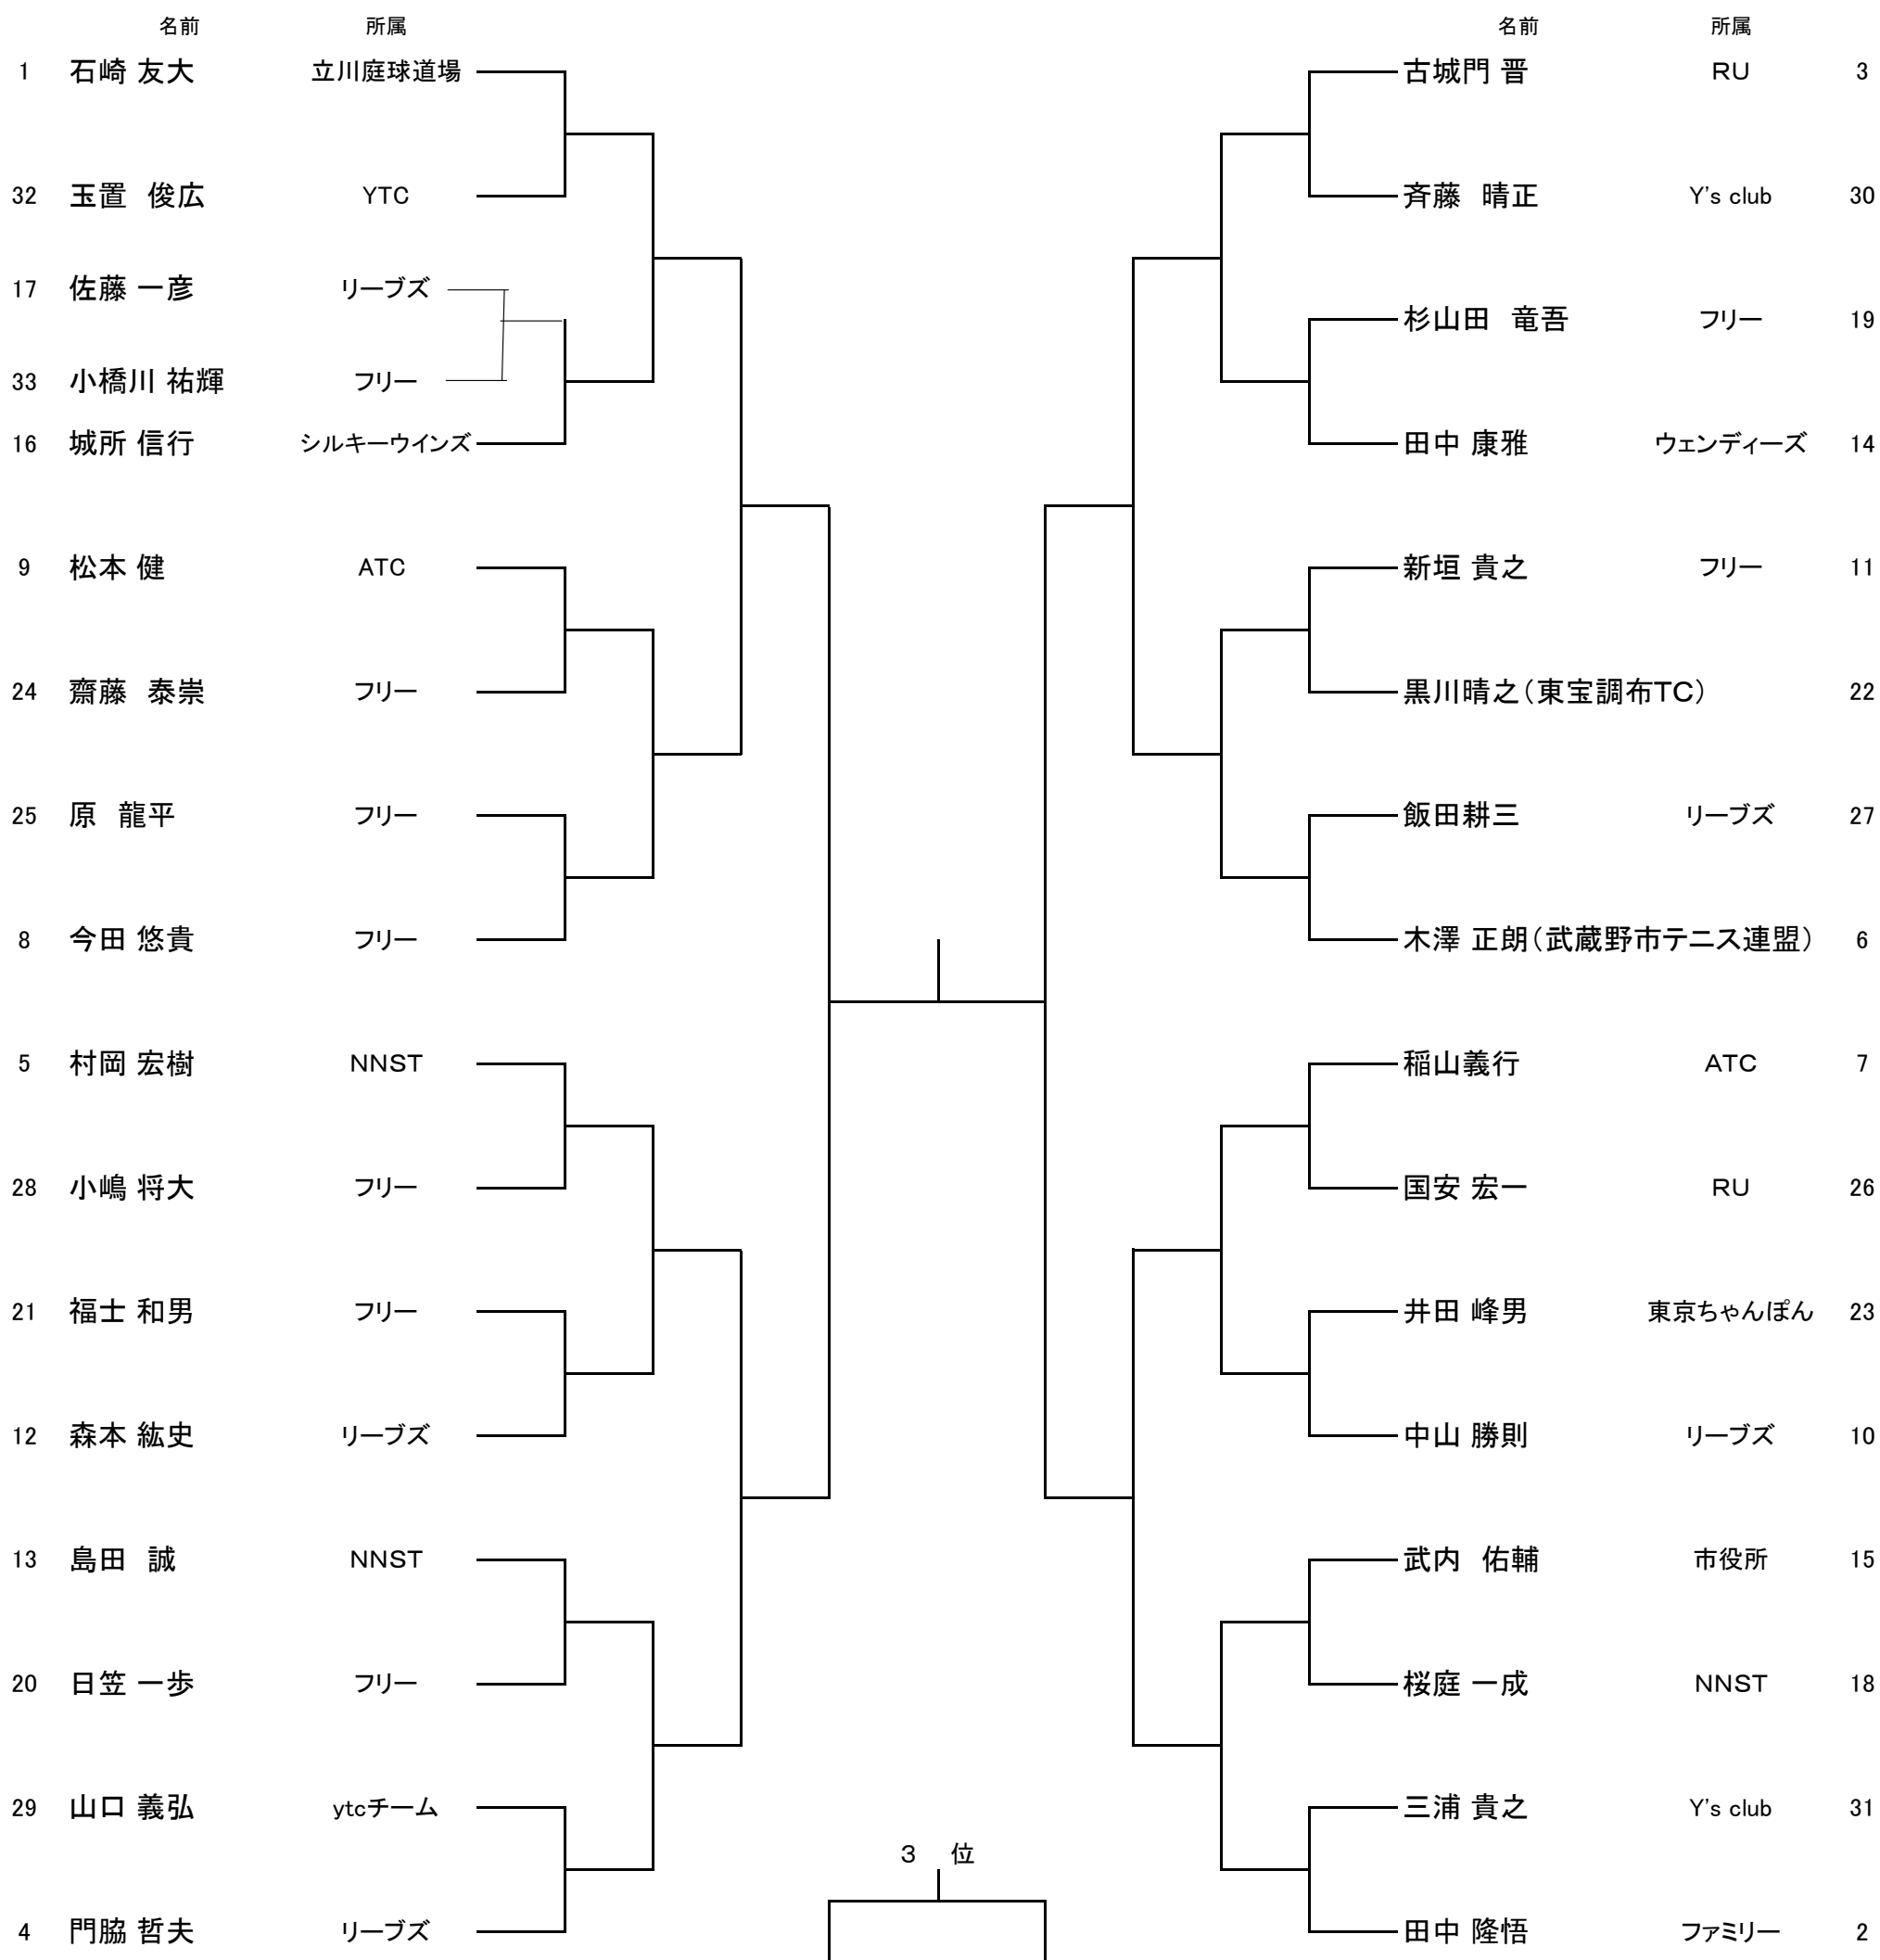 名前 所属 名前 所属
1 石崎 友大 立川庭球道場 古城門 晋 RU 3
32 玉置 俊広 YTC 斉藤 晴正 Y's club 30
17 佐藤 一彦 リーブズ
杉山田 竜吾 フリー 19
33 小橋川 祐輝 フリー
16 城所 信行 シルキーウインズ 田中 康雅 ウェンディーズ 14
9 松本 健 ATC 新垣 貴之 フリー 11
24 齋藤 泰崇 フリー 黒川晴之(東宝調布TC) 22
25 原 龍平 フリー 飯田耕三 リーブズ 27
8 今田 悠貴 フリー 木澤 正朗(武蔵野市テニス連盟) 6
5 村岡 宏樹 NNST 稲山義行 ATC 7
28 小嶋 将大 フリー 国安 宏一 RU 26
21 福士 和男 フリー 井田 峰男 東京ちゃんぽん 23
12 森本 紘史 リーブズ 中山 勝則 リーブズ 10
13 島田 誠 NNST 武内 佑輔 市役所 15
20 日笠 一歩 フリー 桜庭 一成 NNST 18
29 山口 義弘 ytcチーム 三浦 貴之 Y's club 31
3 位
4 門脇 哲夫 リーブズ 田中 隆悟 ファミリー 2